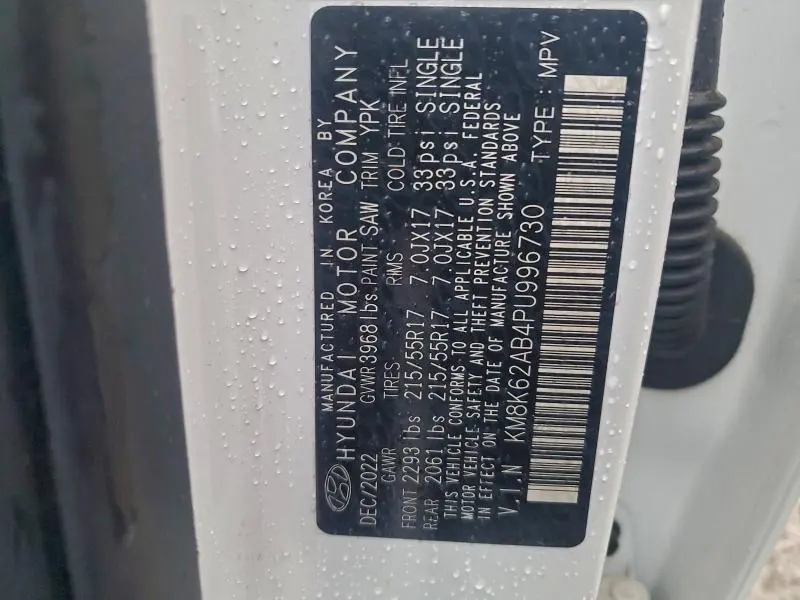 MANUFACTURED IN KOREA BY
HYUNDAI MOTOR COMPANY
DEC/2022 GVWR 3968 lbs PAINT SAW TRIM YPK
GAWR TIRES RIMS COLD TIRE INFL
FRONT 2293 lbs 215/55R17 7.0JX17 33psi SINGLE
REAR 2061 lbs 215/55R17 7.0JX17 33psi SINGLE
THIS VEHICLE CONFORMS TO ALL APPLICABLE U.S.A. FEDERAL
MOTOR VEHICLE SAFETY AND THEFT PREVENTION STANDARDS
IN EFFECT ON THE DATE OF MANUFACTURE SHOWN ABOVE
V.I.N KM8K62AB4PU996730 TYPE : MPV